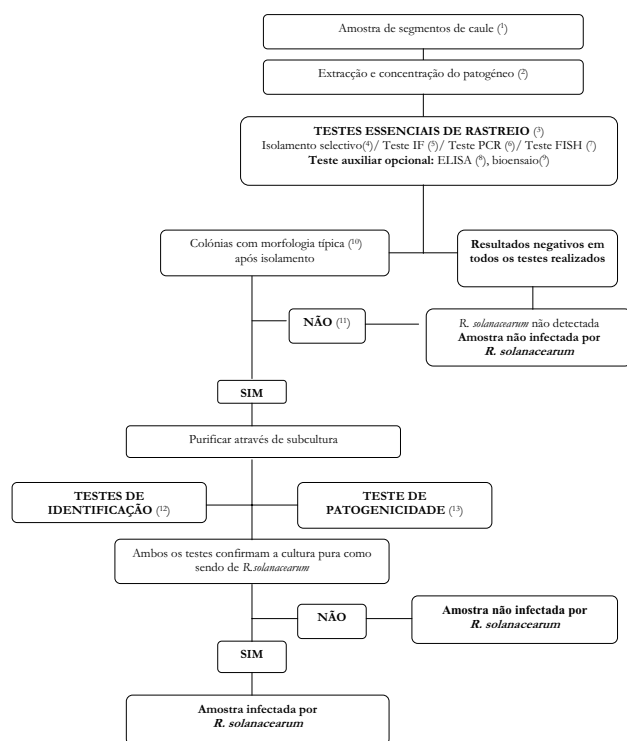 Amostra de segmentos de caule (¹)
Extracção e concentração do patogéneo (²)
TESTES ESSENCIAIS DE RASTREIO (³)
Isolamento selectivo(⁴)/ Teste IF (⁵)/ Teste PCR (⁶)/ Teste FISH (⁷)
Teste auxiliar opcional: ELISA (⁸), bioensaio(⁹)
Colónias com morfologia típica (¹⁰)
após isolamento
Resultados negativos em
todos os testes realizados
NÃO (¹¹)
R. solanacearum não detectada
Amostra não infectada por
R. solanacearum
SIM
Purificar através de subcultura
TESTES DE
IDENTIFICAÇÃO (¹²)
TESTE DE
PATOGENICIDADE (¹³)
Ambos os testes confirmam a cultura pura como
sendo de R.solanacearum
NÃO
Amostra não infectada por
R. solanacearum
SIM
Amostra infectada por
R. solanacearum